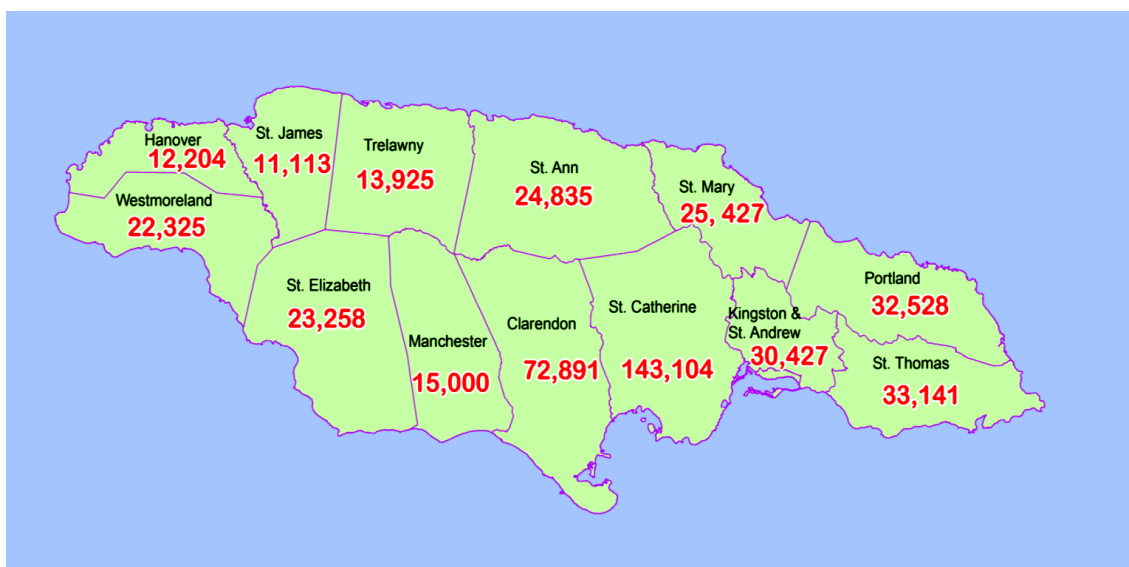 Hanover
12,204
St. James
11,113
Trelawny
13,925
St. Ann
24,835
St. Mary
25, 427
Westmoreland
22,325
St. Elizabeth
23,258
Manchester
15,000
Clarendon
72,891
St. Catherine
143,104
Kingston &
St. Andrew
30,427
Portland
32,528
St. Thomas
33,141